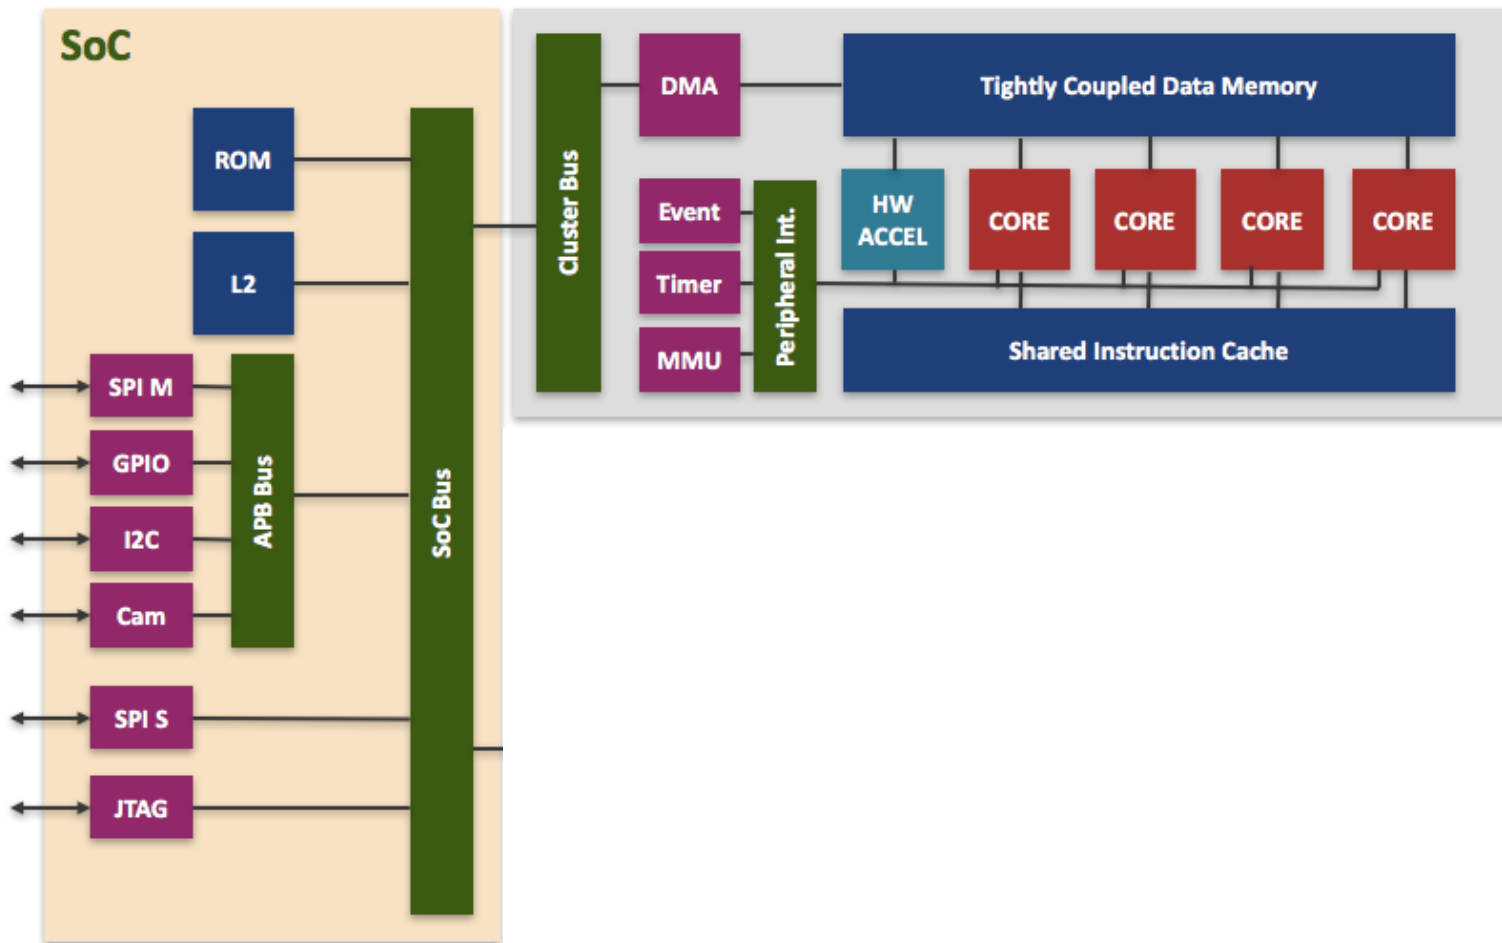 SoC
ROM
L2
SPI M
GPIO
I2C
Cam
SPI S
JTAG
APB Bus
SoC Bus
Cluster Bus
DMA
Tightly Coupled Data Memory
Event
Timer
MMU
Peripheral Int.
HW
ACCEL
CORE
CORE
CORE
CORE
Shared Instruction Cache